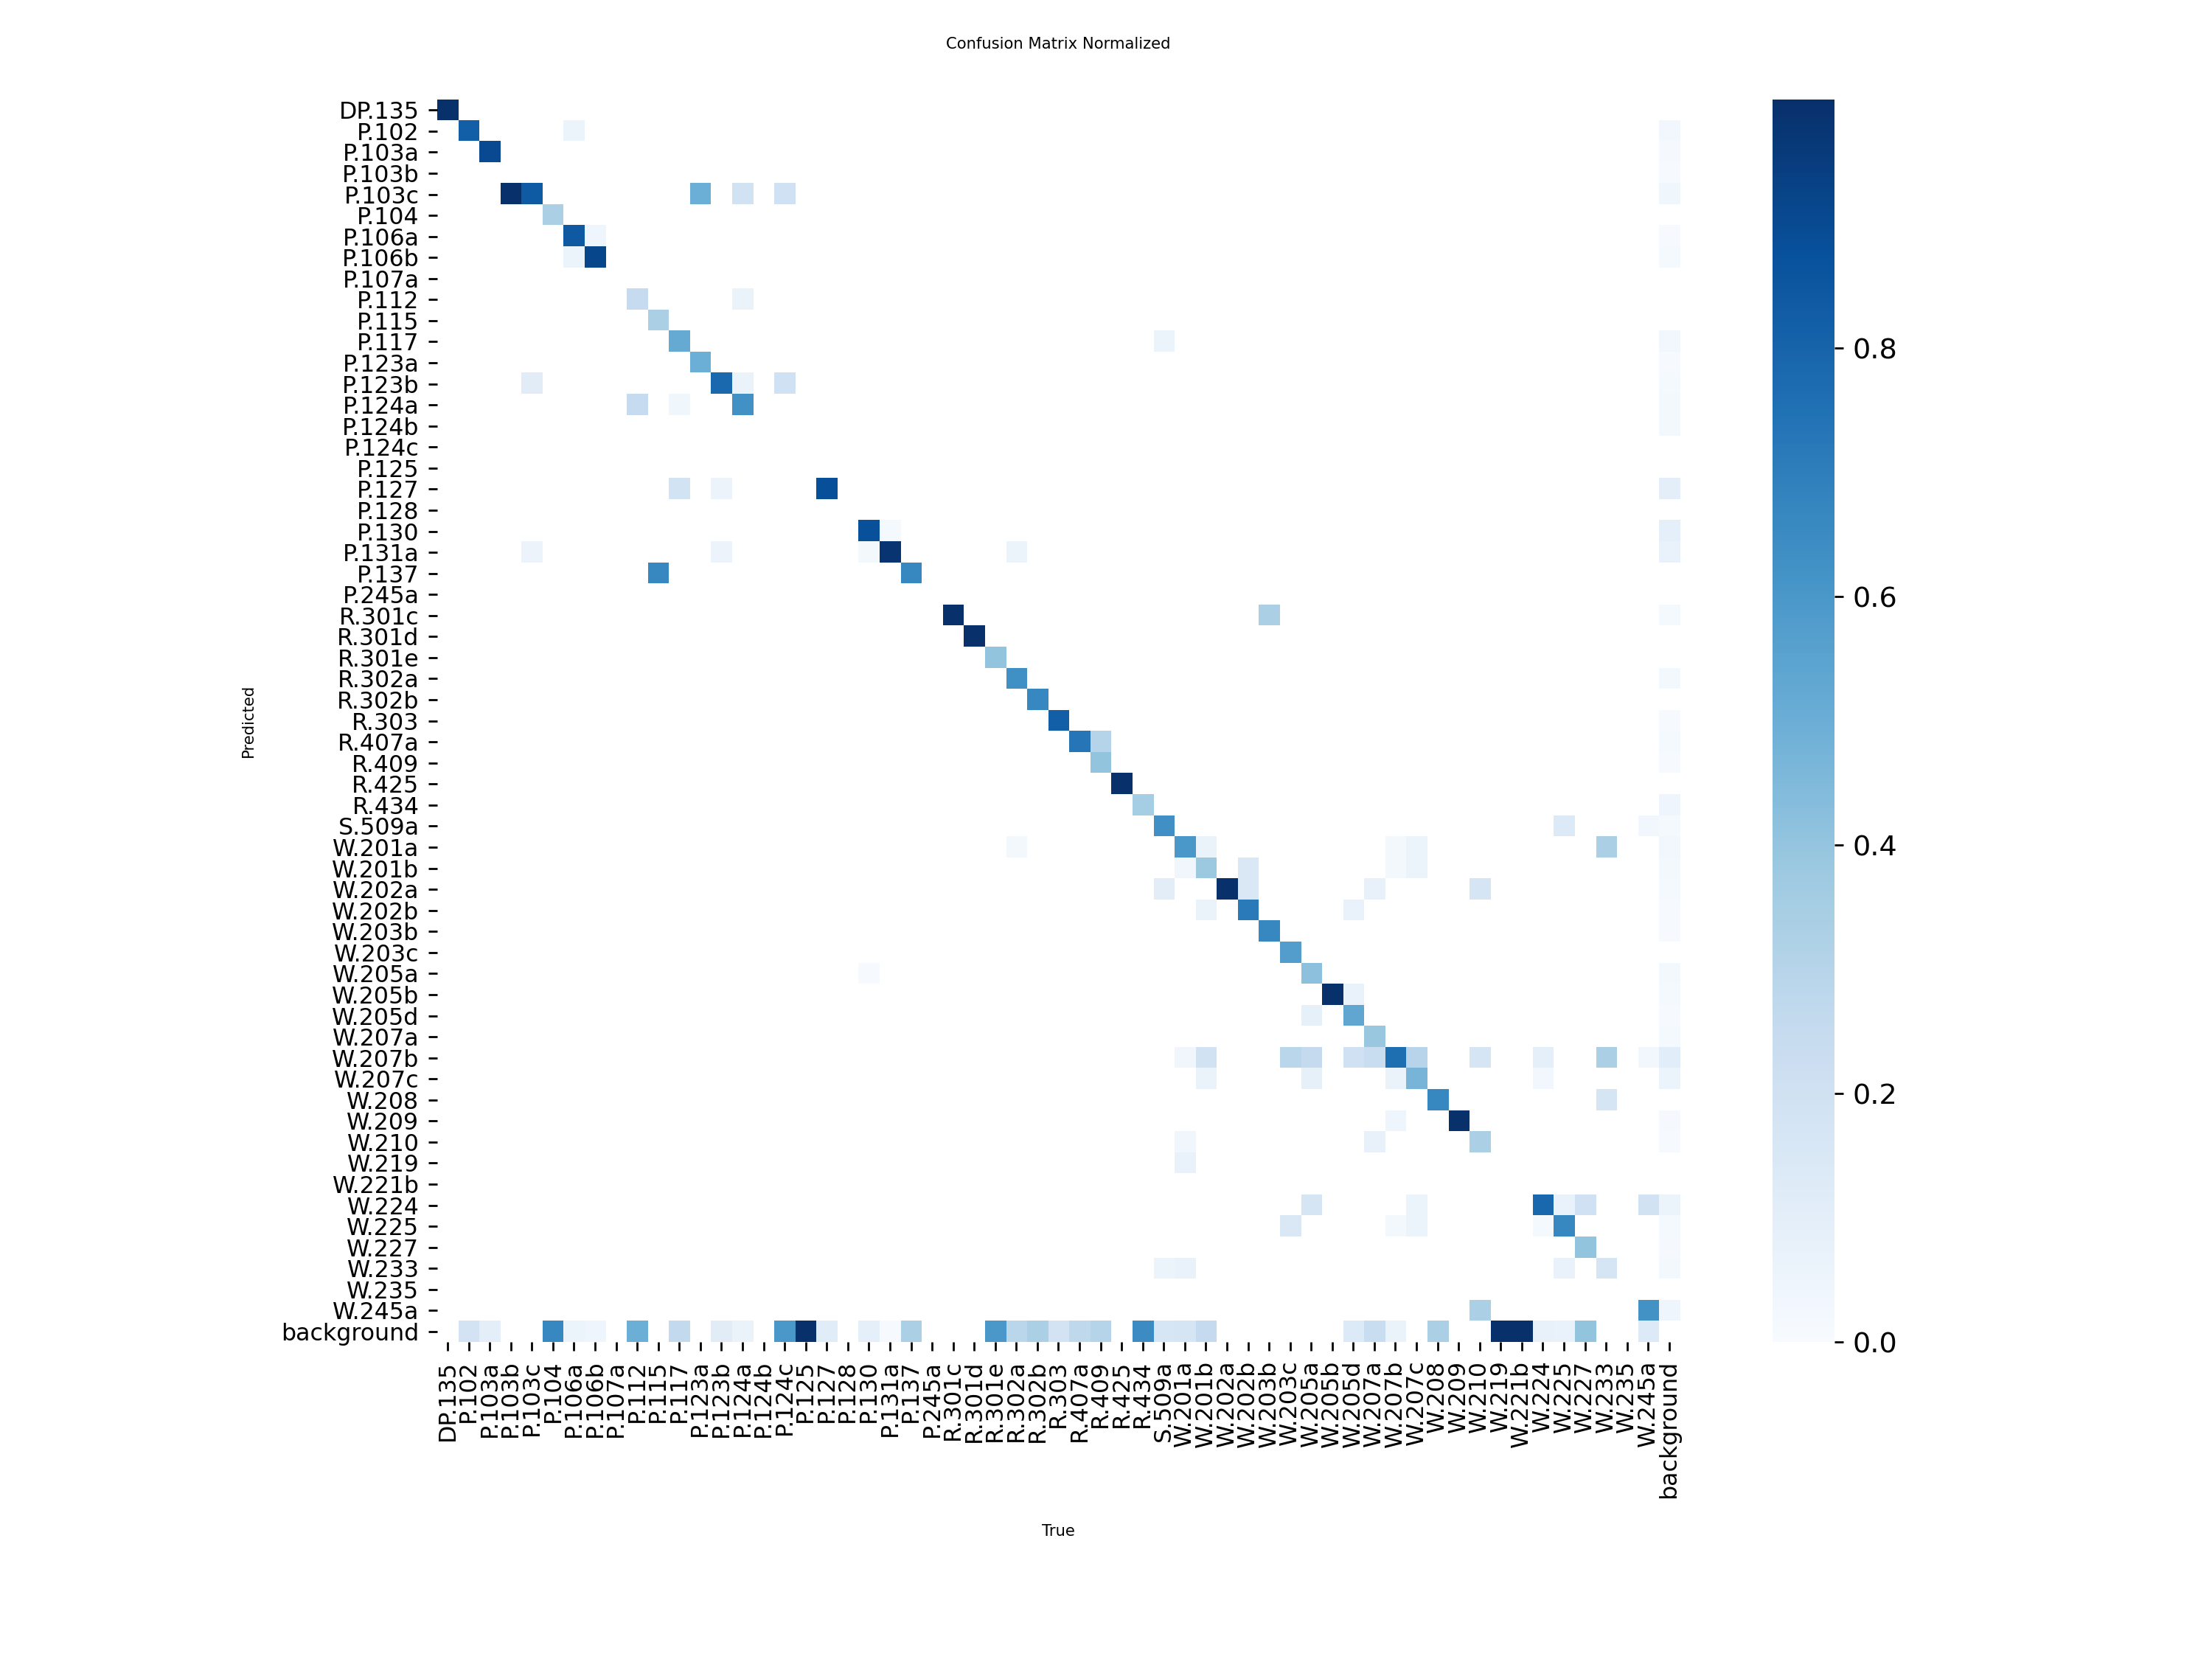 Confusion Matrix Normalized
DP.135
P.102
P.103a
P.103b
P.103c
P.104
P.106a
P.106b
P.107a
P.112
P.115
P.117
P.123a
P.123b
P.124a
P.124b
P.124c
P.125
P.127
P.128
P.130
P.131a
P.137
P.245a
R.301c
R.301d
R.301e
R.302a
R.302b
R.303
R.407a
R.409
R.425
R.434
S.509a
W.201a
W.201b
W.202a
W.202b
W.203b
W.203c
W.205a
W.205b
W.205d
W.207a
W.207b
W.207c
W.208
W.209
W.210
W.219
W.221b
W.224
W.225
W.227
W.233
W.235
W.245a
background
Predicted
DP.135
P.102
P.103a
P.103b
P.103c
P.104
P.106a
P.106b
P.107a
P.112
P.115
P.117
P.123a
P.123b
P.124a
P.124b
P.124c
P.125
P.127
P.128
P.130
P.131a
P.137
P.245a
R.301c
R.301d
R.301e
R.302a
R.302b
R.303
R.407a
R.409
R.425
R.434
S.509a
W.201a
W.201b
W.202a
W.202b
W.203b
W.203c
W.205a
W.205b
W.205d
W.207a
W.207b
W.207c
W.208
W.209
W.210
W.219
W.221b
W.224
W.225
W.227
W.233
W.235
W.245a
background
True
0.8
0.6
0.4
0.2
0.0